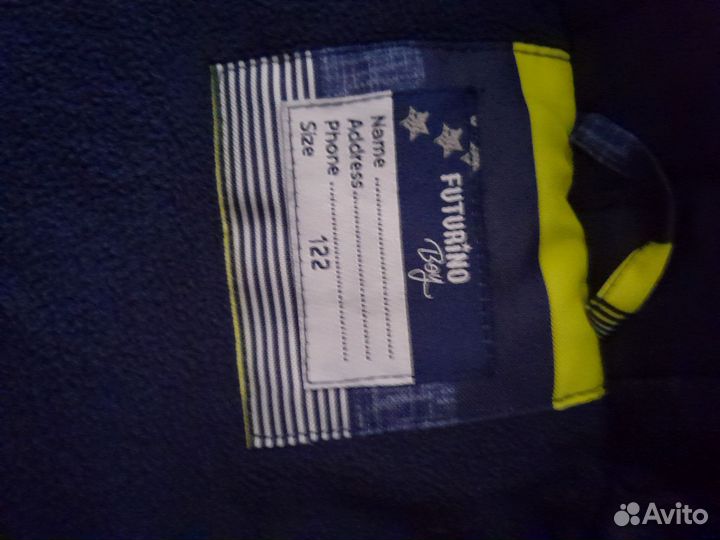 FUTURINO
Boy
Name ..............................
Address ..............................
Phone ..............................
Size 122
Avito